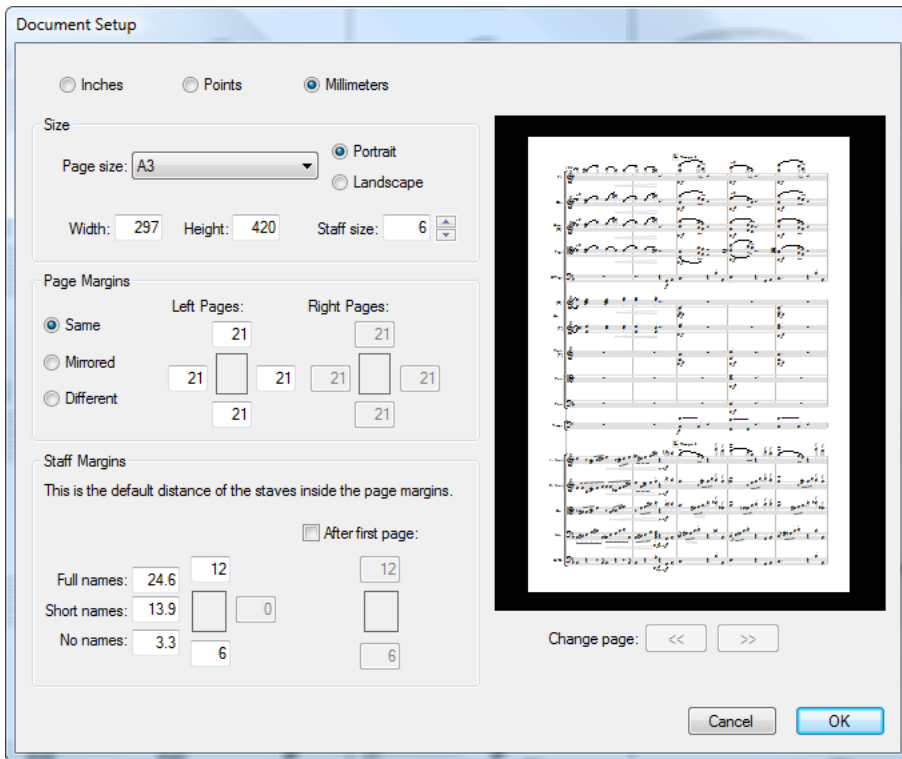 Document Setup
Inches Points Millimeters
Size
Page size: A3
Portrait
Landscape
Width: 297 Height: 420 Staff size: 6
Page Margins
Left Pages: Right Pages:
Same
Mirrored
Different
21 21
21 21 21 21
21 21
Staff Margins
This is the default distance of the staves inside the page margins.
After first page:
Full names: 24.6
Short names: 13.9
No names: 3.3
12 12
0
6 6
Change page: << >>
Cancel OK